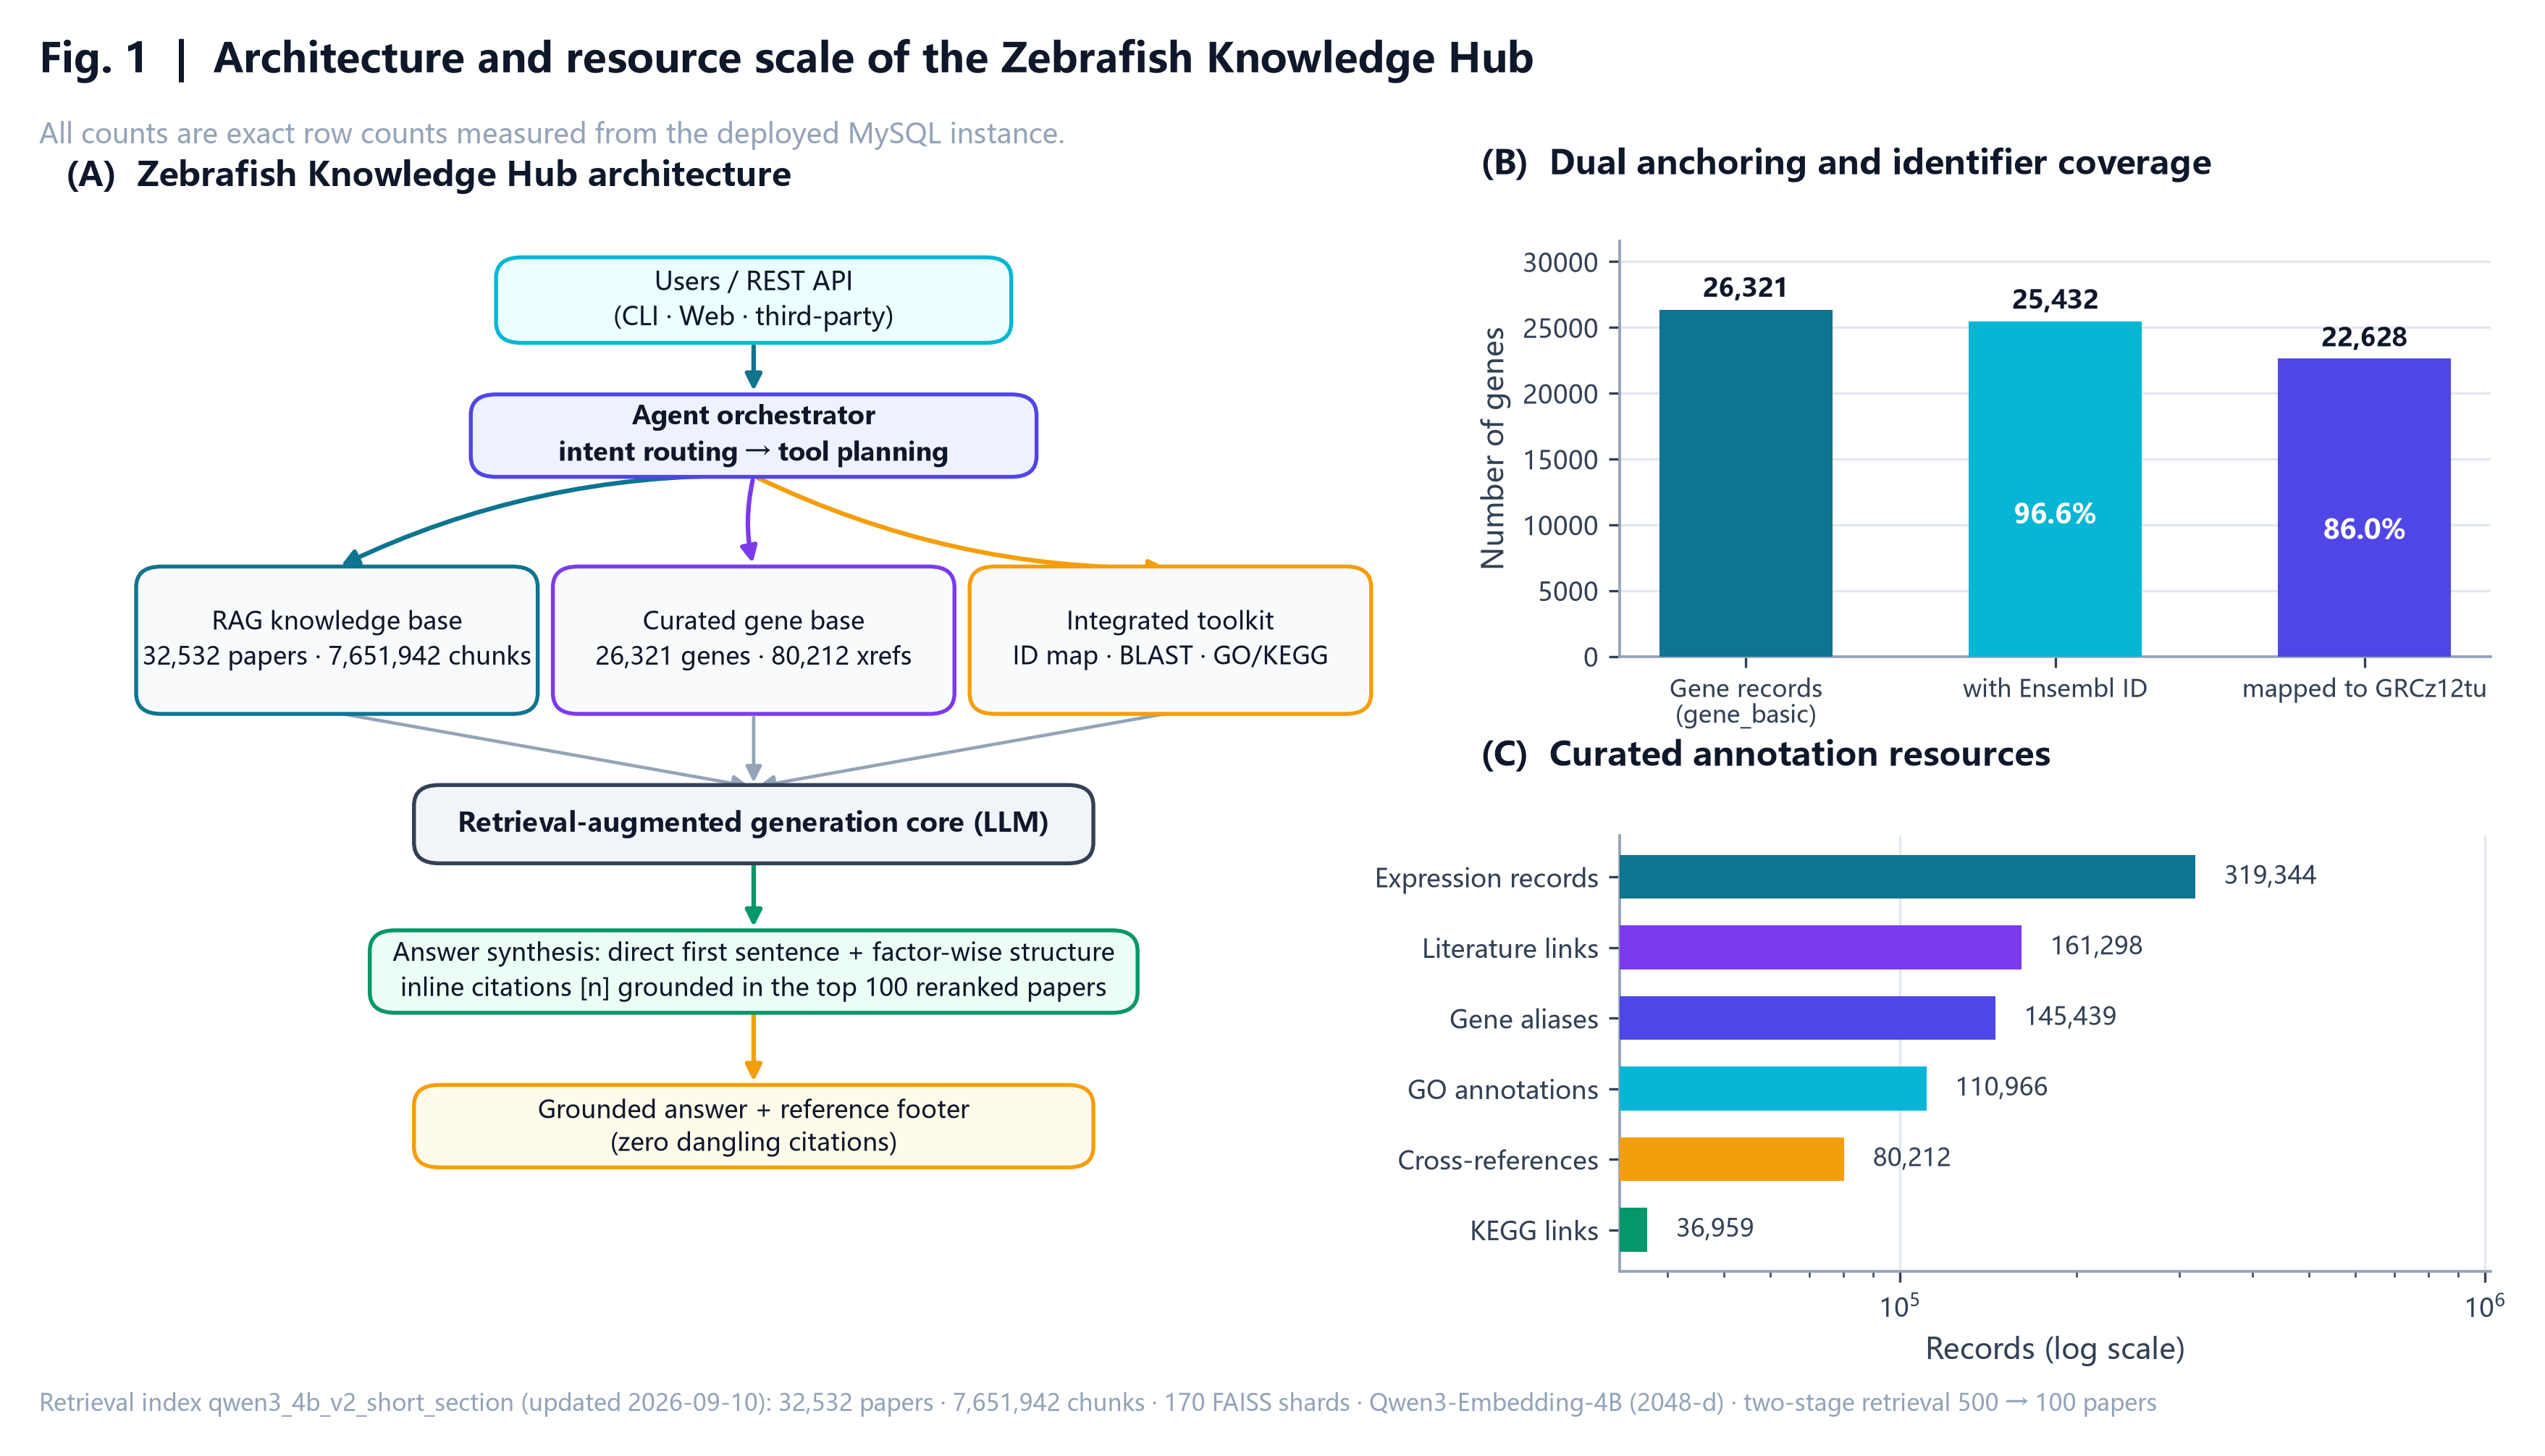 Fig. 1 | Architecture and resource scale of the Zebrafish Knowledge Hub
All counts are exact row counts measured from the deployed MySQL instance.
(A) Zebrafish Knowledge Hub architecture
Users / REST API
(CLI · Web · third-party)
Agent orchestrator
intent routing → tool planning
RAG knowledge base
32,532 papers · 7,651,942 chunks
Curated gene base
26,321 genes · 80,212 xrefs
Integrated toolkit
ID map · BLAST · GO/KEGG
Retrieval-augmented generation core (LLM)
Answer synthesis: direct first sentence + factor-wise structure
inline citations [n] grounded in the top 100 reranked papers
Grounded answer + reference footer
(zero dangling citations)
(B) Dual anchoring and identifier coverage
Number of genes
30000
25000
20000
15000
10000
5000
0
26,321
25,432
22,628
96.6%
86.0%
Gene records
(gene_basic)
with Ensembl ID
mapped to GRCz12tu
(C) Curated annotation resources
Expression records
319,344
Literature links
161,298
Gene aliases
145,439
GO annotations
110,966
Cross-references
80,212
KEGG links
36,959
10⁵
10⁶
Records (log scale)
Retrieval index qwen3_4b_v2_short_section (updated 2026-09-10): 32,532 papers · 7,651,942 chunks · 170 FAISS shards · Qwen3-Embedding-4B (2048-d) · two-stage retrieval 500 → 100 papers